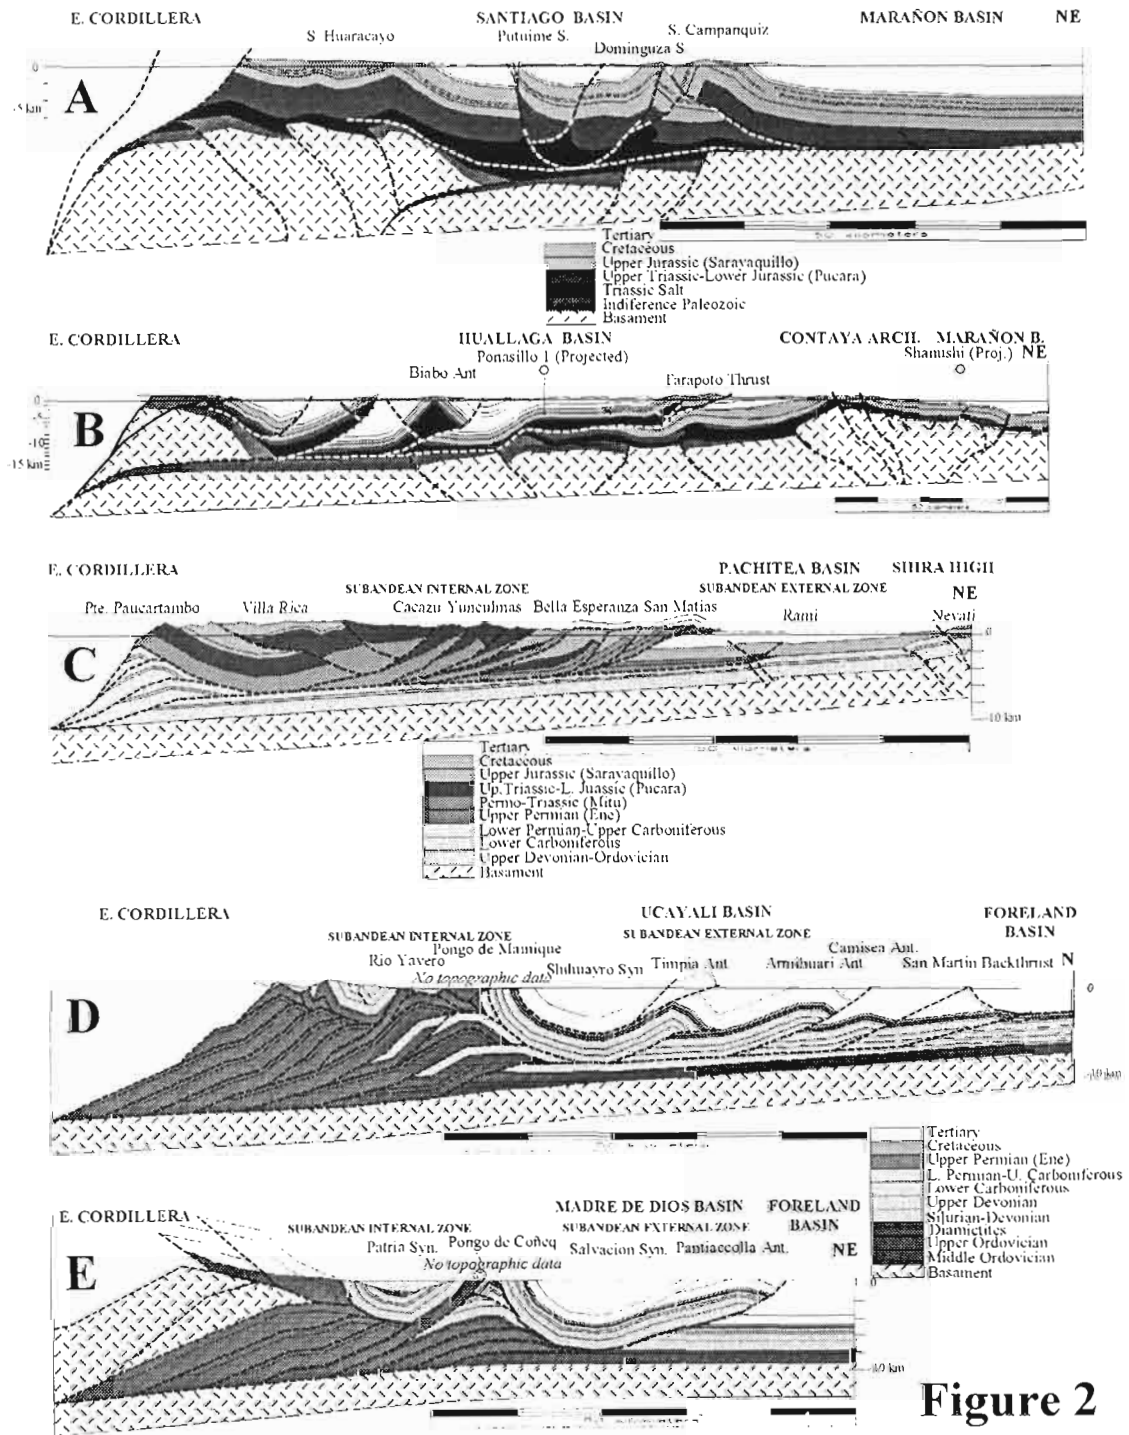 E. CORDILLERA SANTIAGO BASIN MARAÑON BASIN NE
S. Huaracayo Putuime S. S. Campanquiz
Dominguza S
0
A
-5 km
Tertiary
Cretaceous
Upper Jurassic (Sarayaquillo)
Upper Triassic-Lower Jurassic (Pucara)
Triassic Salt
Indiference Paleozoic
Basament
E. CORDILLERA HUALLAGA BASIN CONTAYA ARCH. MARAÑON B.
Ponasillo 1 (Projected) Shanushi (Proj.) NE
Biabo Ant Tarapoto Thrust
0
-5
B
-10
-15 km
E. CORDILLERA PACHITEA BASIN SHIRA HIGH
SUBANDEAN INTERNAL ZONE SUBANDEAN EXTERNAL ZONE NE
Pte. Paucartambo Villa Rica Cacazu Yunculmas Bella Esperanza San Matias Rami Nevati
0
C
10 km
Tertiary
Cretaceous
Upper Jurassic (Sarayaquillo)
Up.Triassic-L. Juassic (Pucara)
Permo-Triassic (Mitu)
Upper Permian (Ene)
Lower Permian-Upper Carboniferous
Lower Carboniferous
Upper Devonian-Ordovician
Basament
E. CORDILLERA UCAYALI BASIN FORELAND
BASIN
SUBANDEAN INTERNAL ZONE SUBANDEAN EXTERNAL ZONE
Pongo de Mainique Camisea Ant.
Rio Yavero Shihuayro Syn Timpia Ant Armihuari Ant San Martin Backthrust N
No topographic data
0
D
-10 km
Tertiary
Cretaceous
Upper Permian (Ene)
L. Permian-U. Carboniferous
Lower Carboniferous
Upper Devonian
Silurian-Devonian
Diamictites
Upper Ordovician
Middle Ordovician
Basament
E. CORDILLERA MADRE DE DIOS BASIN FORELAND
BASIN
SUBANDEAN INTERNAL ZONE SUBANDEAN EXTERNAL ZONE
Patria Syn. Pongo de Coñeq Salvacion Syn. Pantiacolla Ant. NE
No topographic data
0
E
10 km
Figure 2